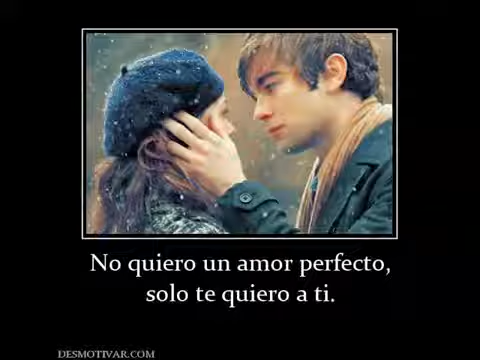 No quiero un amor perfecto,
solo te quiero a ti.
DESMOTIVAR.COM